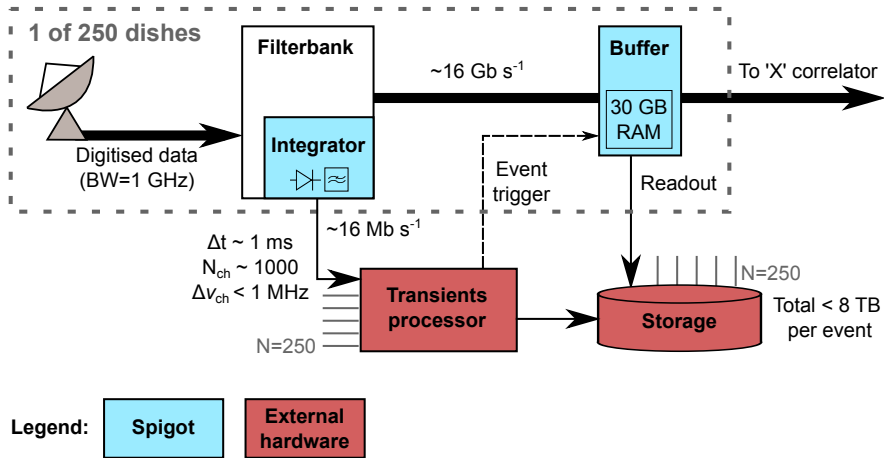 1 of 250 dishes
Filterbank
Buffer
~16 Gb s⁻¹
To 'X' correlator
30 GB
RAM
Integrator
Digitised data
(BW=1 GHz)
Event
trigger
Readout
~16 Mb s⁻¹
Δt ~ 1 ms
N_ch ~ 1000
Δν_ch < 1 MHz
N=250
Transients
processor
N=250
Storage
Total < 8 TB
per event
Legend:
Spigot
External
hardware